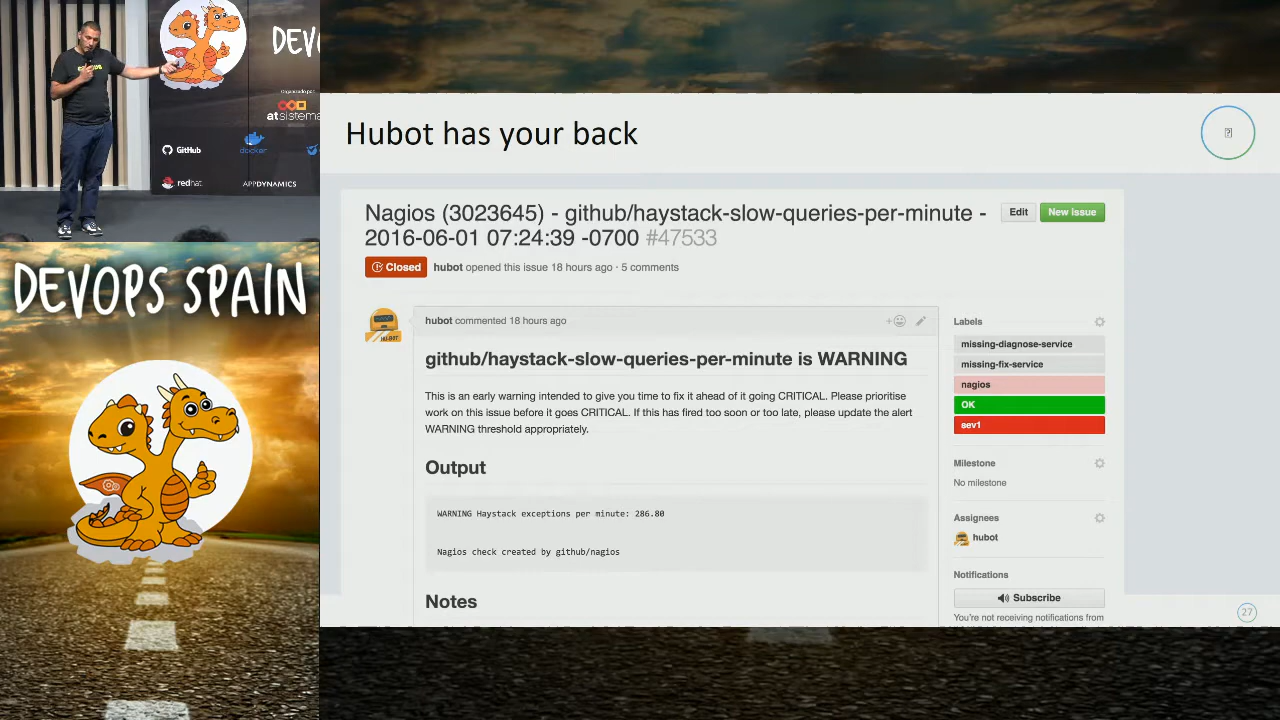 DEVO
Organizado por:
atsistema
GitHub
docker
redhat
APPDYNAMICS
DEVOPS SPAIN
Hubot has your back
Nagios (3023645) - github/haystack-slow-queries-per-minute -
2016-06-01 07:24:39 -0700 #47533
Edit
New issue
Closed
hubot opened this issue 18 hours ago · 5 comments
HUBOT
hubot commented 18 hours ago
github/haystack-slow-queries-per-minute is WARNING
This is an early warning intended to give you time to fix it ahead of it going CRITICAL. Please prioritise
work on this issue before it goes CRITICAL. If this has fired too soon or too late, please update the alert
WARNING threshold appropriately.
Output
WARNING Haystack exceptions per minute: 286.80
Nagios check created by github/nagios
Notes
Labels
missing-diagnose-service
missing-fix-service
nagios
OK
sev1
Milestone
No milestone
Assignees
hubot
Notifications
Subscribe
You're not receiving notifications from
27